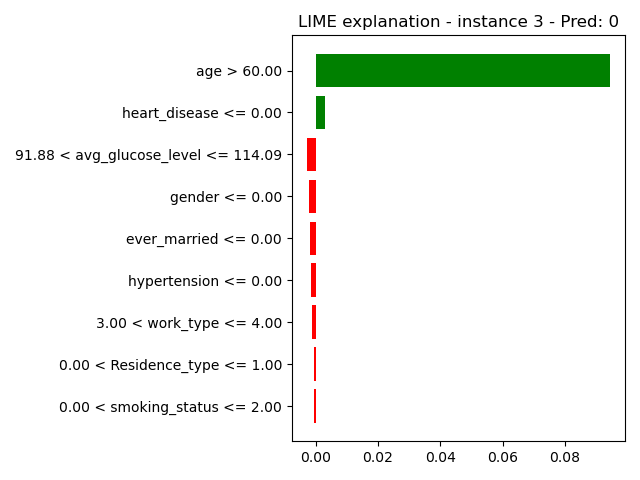 LIME explanation - instance 3 - Pred: 0
age > 60.00
heart_disease <= 0.00
91.88 < avg_glucose_level <= 114.09
gender <= 0.00
ever_married <= 0.00
hypertension <= 0.00
3.00 < work_type <= 4.00
0.00 < Residence_type <= 1.00
0.00 < smoking_status <= 2.00
0.00 0.02 0.04 0.06 0.08